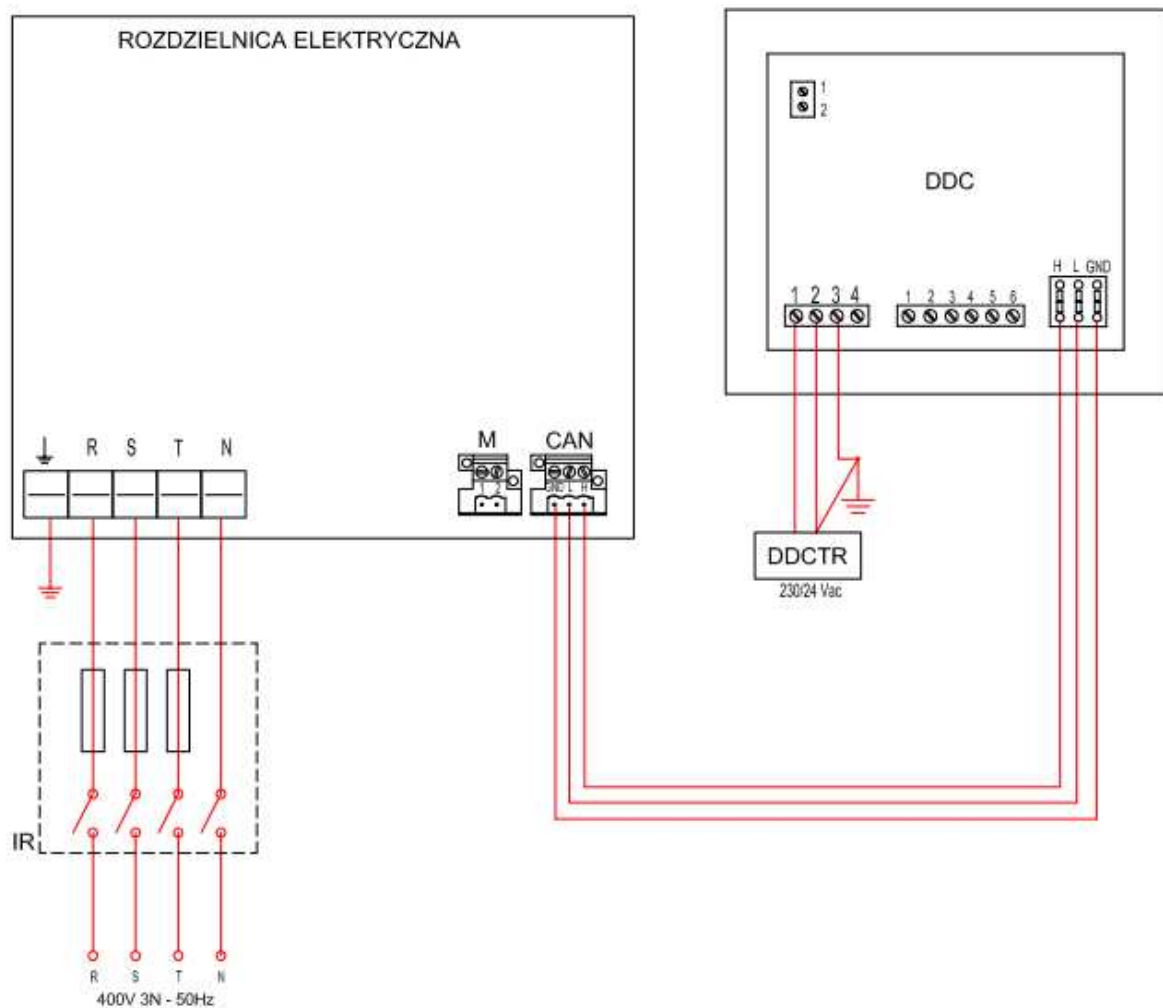 ROZDZIELNICA ELEKTRYCZNA
1
2
DDC
H L GND
1 2 3 4
1 2 3 4 5 6
R S T N
M
CAN
1 2
GND L H
DDCTR
230/24 Vac
IR
R S T N
400V 3N - 50Hz